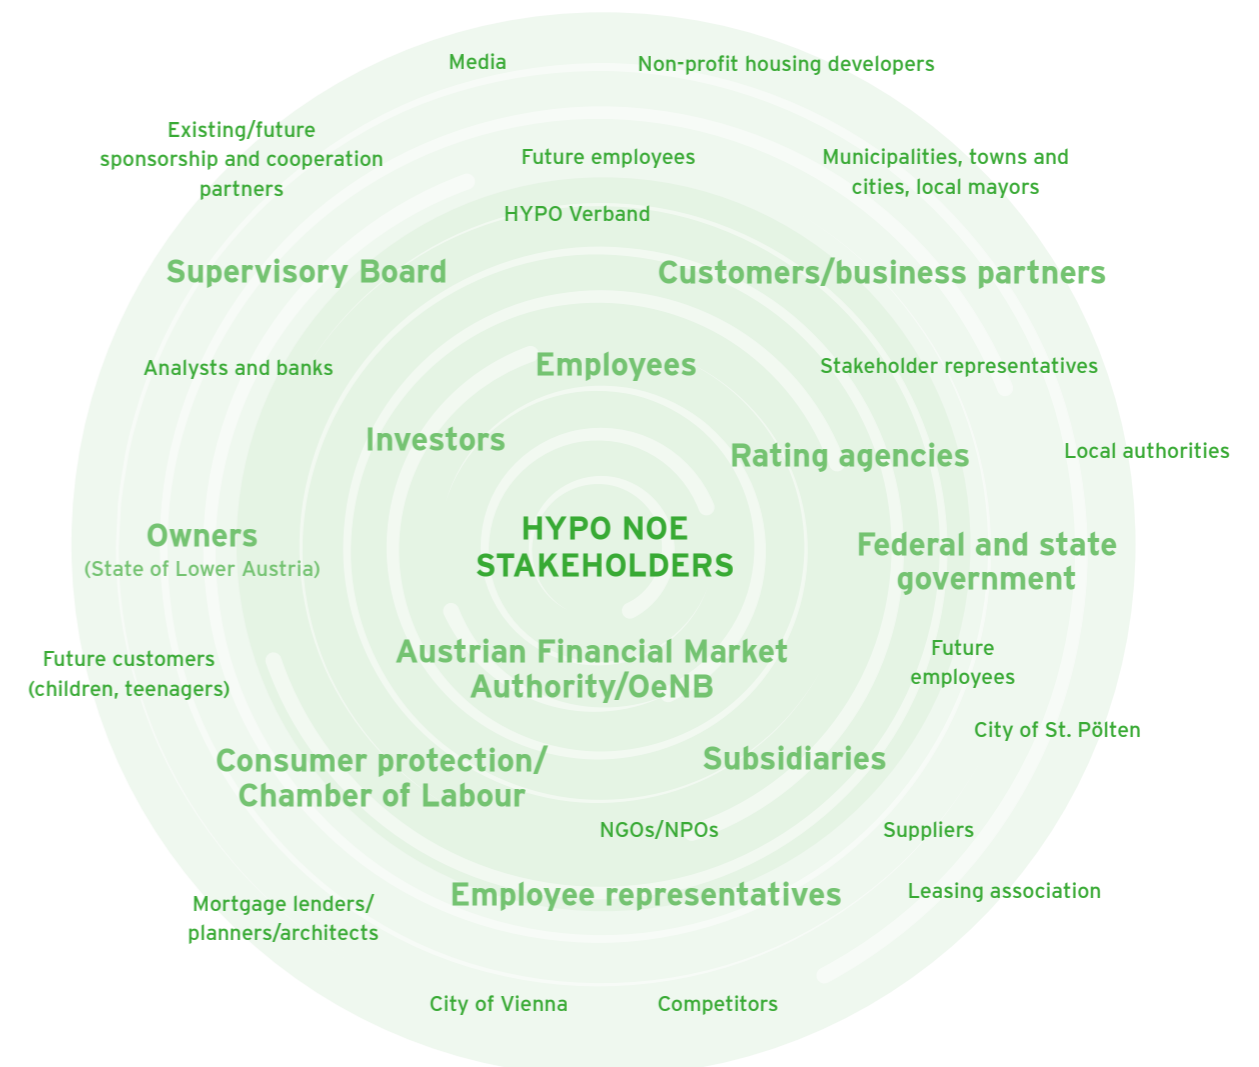 Media
Non-profit housing developers
Existing/future
sponsorship and cooperation
partners
Future employees
Municipalities, towns and
cities, local mayors
HYPO Verband
Supervisory Board
Customers/business partners
Analysts and banks
Employees
Stakeholder representatives
Investors
Rating agencies
Local authorities
HYPO NOE
STAKEHOLDERS
Owners
(State of Lower Austria)
Federal and state
government
Future customers
(children, teenagers)
Austrian Financial Market
Authority/OeNB
Future
employees
City of St. Pölten
Consumer protection/
Chamber of Labour
Subsidiaries
NGOs/NPOs
Suppliers
Employee representatives
Leasing association
Mortgage lenders/
planners/architects
City of Vienna
Competitors